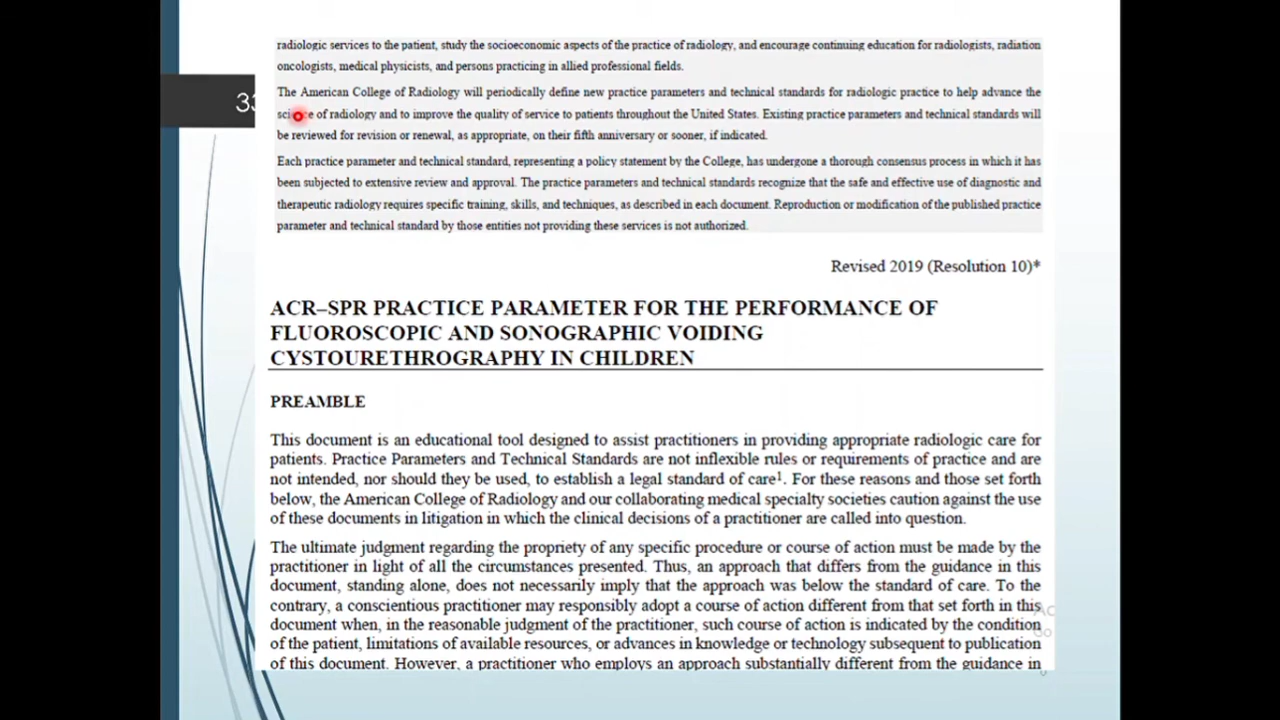 radiologic services to the patient, study the socioeconomic aspects of the practice of radiology, and encourage continuing education for radiologists, radiation
oncologists, medical physicists, and persons practicing in allied professional fields.
The American College of Radiology will periodically define new practice parameters and technical standards for radiologic practice to help advance the
33
science of radiology and to improve the quality of service to patients throughout the United States. Existing practice parameters and technical standards will
be reviewed for revision or renewal, as appropriate, on their fifth anniversary or sooner, if indicated.
Each practice parameter and technical standard, representing a policy statement by the College, has undergone a thorough consensus process in which it has
been subjected to extensive review and approval. The practice parameters and technical standards recognize that the safe and effective use of diagnostic and
therapeutic radiology requires specific training, skills, and techniques, as described in each document. Reproduction or modification of the published practice
parameter and technical standard by those entities not providing these services is not authorized.
Revised 2019 (Resolution 10)*
ACR–SPR PRACTICE PARAMETER FOR THE PERFORMANCE OF
FLUOROSCOPIC AND SONOGRAPHIC VOIDING
CYSTOURETHROGRAPHY IN CHILDREN
PREAMBLE
This document is an educational tool designed to assist practitioners in providing appropriate radiologic care for
patients. Practice Parameters and Technical Standards are not inflexible rules or requirements of practice and are
not intended, nor should they be used, to establish a legal standard of care¹. For these reasons and those set forth
below, the American College of Radiology and our collaborating medical specialty societies caution against the use
of these documents in litigation in which the clinical decisions of a practitioner are called into question.
The ultimate judgment regarding the propriety of any specific procedure or course of action must be made by the
practitioner in light of all the circumstances presented. Thus, an approach that differs from the guidance in this
document, standing alone, does not necessarily imply that the approach was below the standard of care. To the
contrary, a conscientious practitioner may responsibly adopt a course of action different from that set forth in this
document when, in the reasonable judgment of the practitioner, such course of action is indicated by the condition
of the patient, limitations of available resources, or advances in knowledge or technology subsequent to publication
of this document. However, a practitioner who employs an approach substantially different from the guidance in